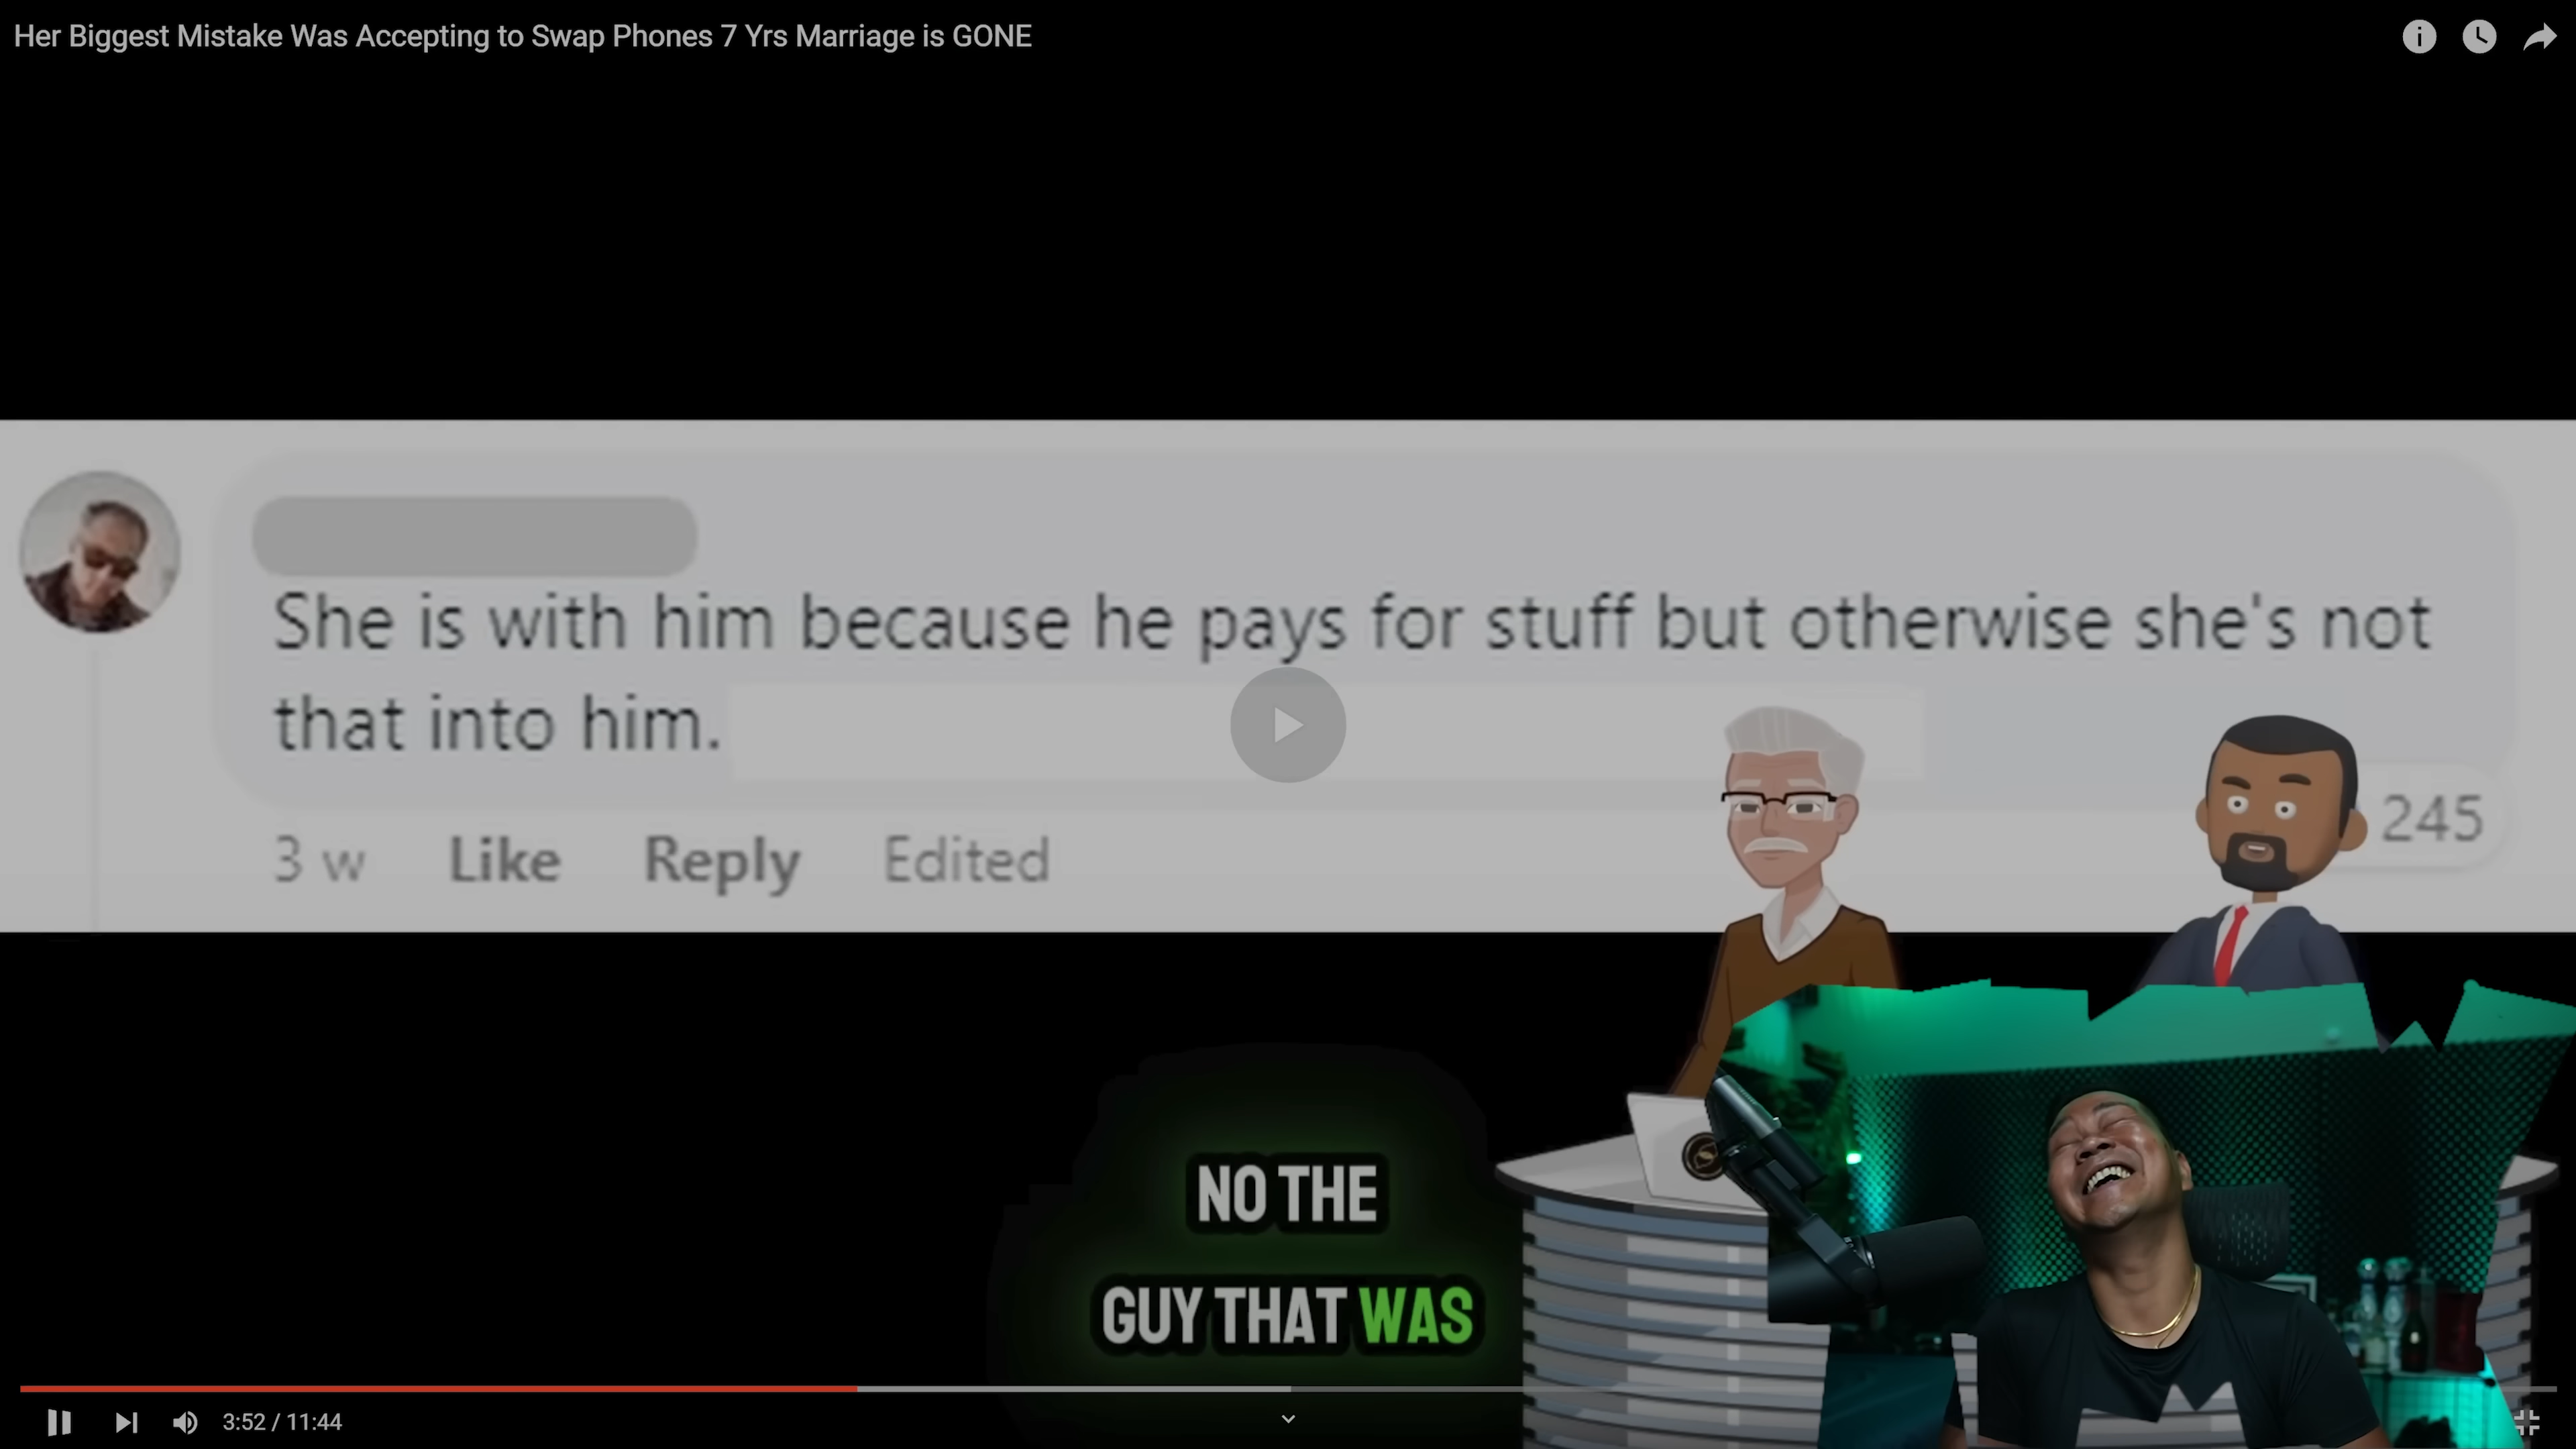 Her Biggest Mistake Was Accepting to Swap Phones 7 Yrs Marriage is GONE
She is with him because he pays for stuff but otherwise she's not
that into him.
245
3 w Like Reply Edited
NO THE
GUY THAT WAS
3:52 / 11:44